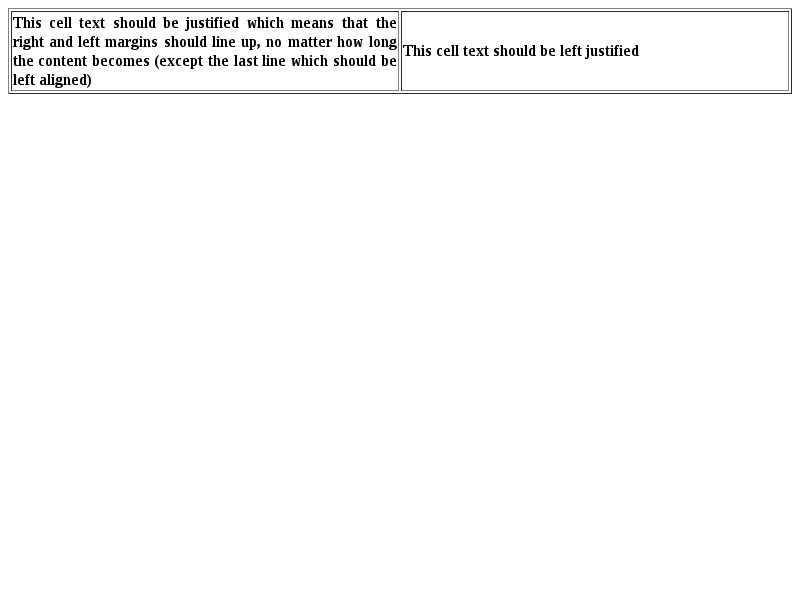 This cell text should be justified which means that the
right and left margins should line up, no matter how long
the content becomes (except the last line which should be
left aligned)
This cell text should be left justified